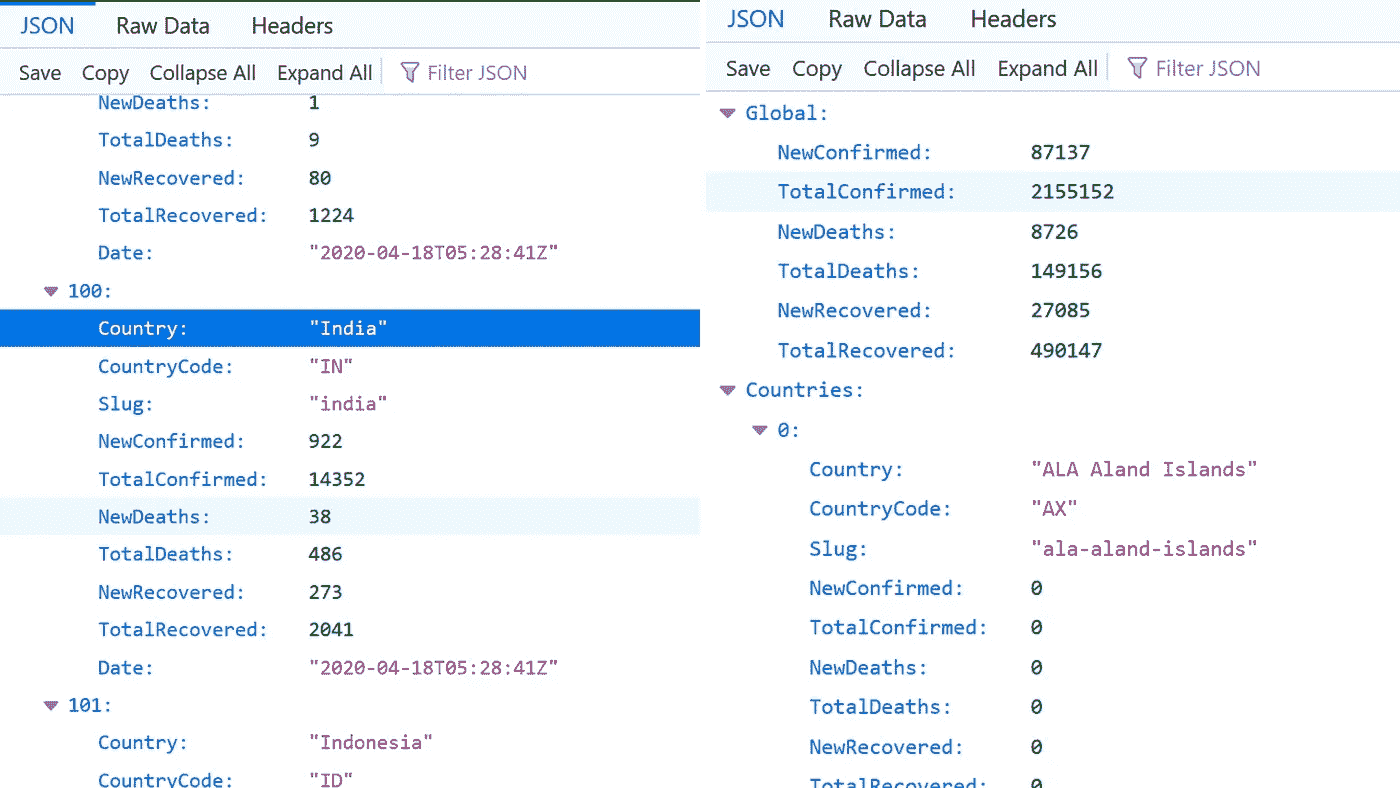 JSON Raw Data Headers
Save Copy Collapse All Expand All Filter JSON
NewDeaths: 1
TotalDeaths: 9
NewRecovered: 80
TotalRecovered: 1224
Date: "2020-04-18T05:28:41Z"
100:
Country: "India"
CountryCode: "IN"
Slug: "india"
NewConfirmed: 922
TotalConfirmed: 14352
NewDeaths: 38
TotalDeaths: 486
NewRecovered: 273
TotalRecovered: 2041
Date: "2020-04-18T05:28:41Z"
101:
Country: "Indonesia"
CountryCode: "ID"
JSON Raw Data Headers
Save Copy Collapse All Expand All Filter JSON
Global:
NewConfirmed: 87137
TotalConfirmed: 2155152
NewDeaths: 8726
TotalDeaths: 149156
NewRecovered: 27085
TotalRecovered: 490147
Countries:
0:
Country: "ALA Aland Islands"
CountryCode: "AX"
Slug: "ala-aland-islands"
NewConfirmed: 0
TotalConfirmed: 0
NewDeaths: 0
TotalDeaths: 0
NewRecovered: 0
TotalRecovered: 0